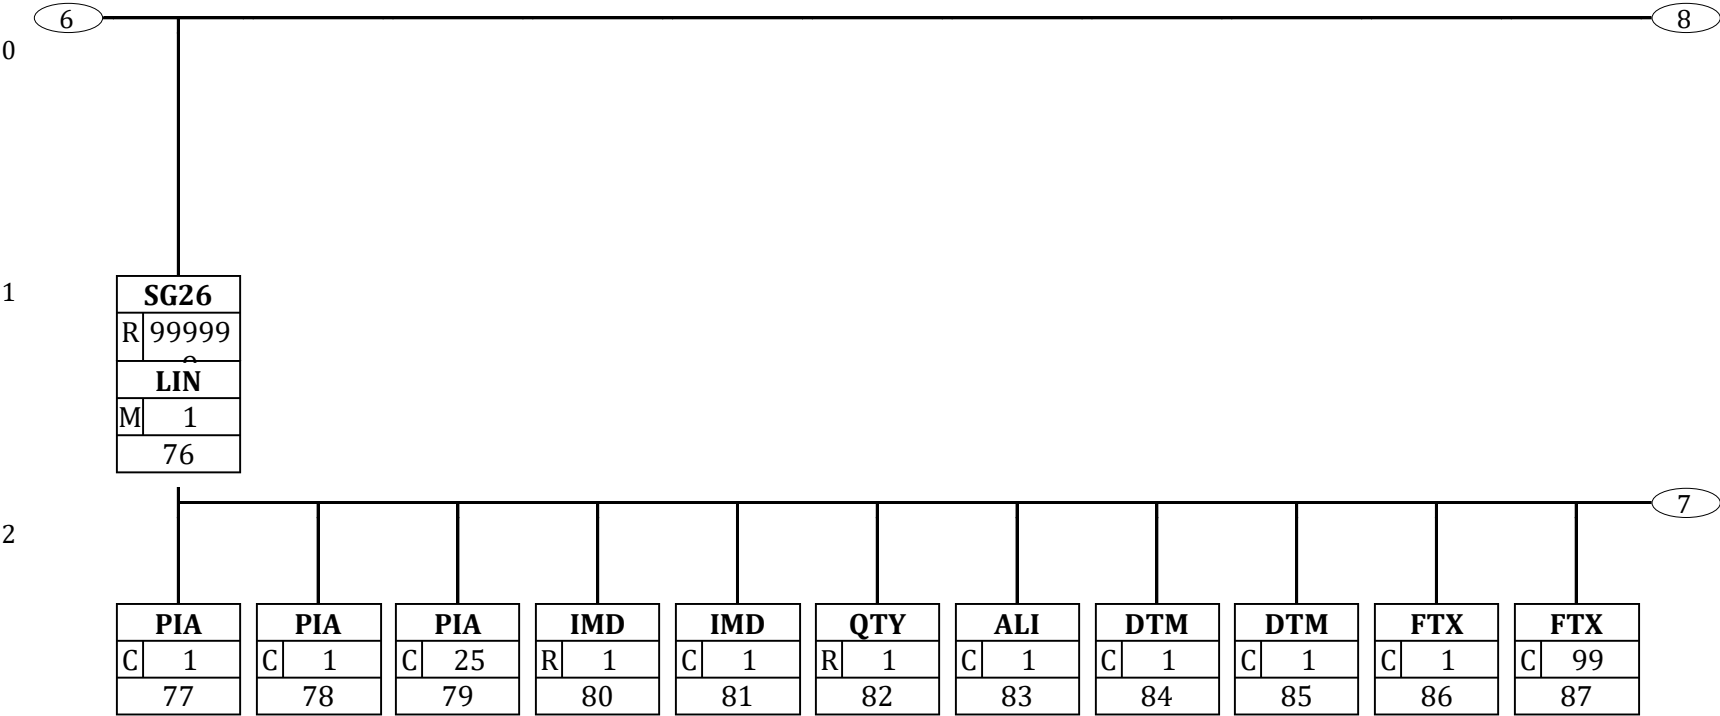 6 8
0
1 SG26
R 99999
LIN
M 1
76
7
2
PIA PIA PIA IMD IMD QTY ALI DTM DTM FTX FTX
C 1 C 1 C 25 R 1 C 1 R 1 C 1 C 1 C 1 C 1 C 99
77 78 79 80 81 82 83 84 85 86 87